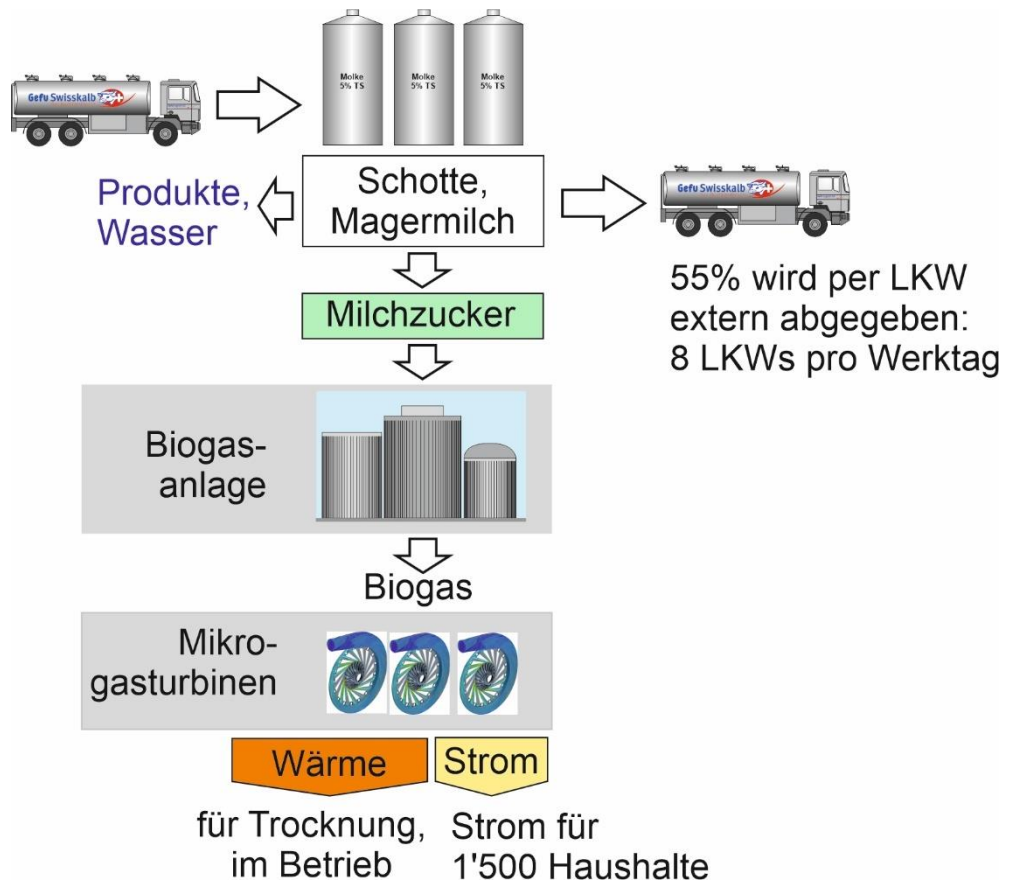 Molke
5% TS
Molke
5% TS
Molke
5% TS
Gefu Swisskalb
Produkte,
Wasser
Schotte,
Magermilch
Gefu Swisskalb
55% wird per LKW
extern abgegeben:
8 LKWs pro Werktag
Milchzucker
Biogas-
anlage
Biogas
Mikro-
gasturbinen
Wärme
Strom
für Trocknung,
im Betrieb
Strom für
1'500 Haushalte